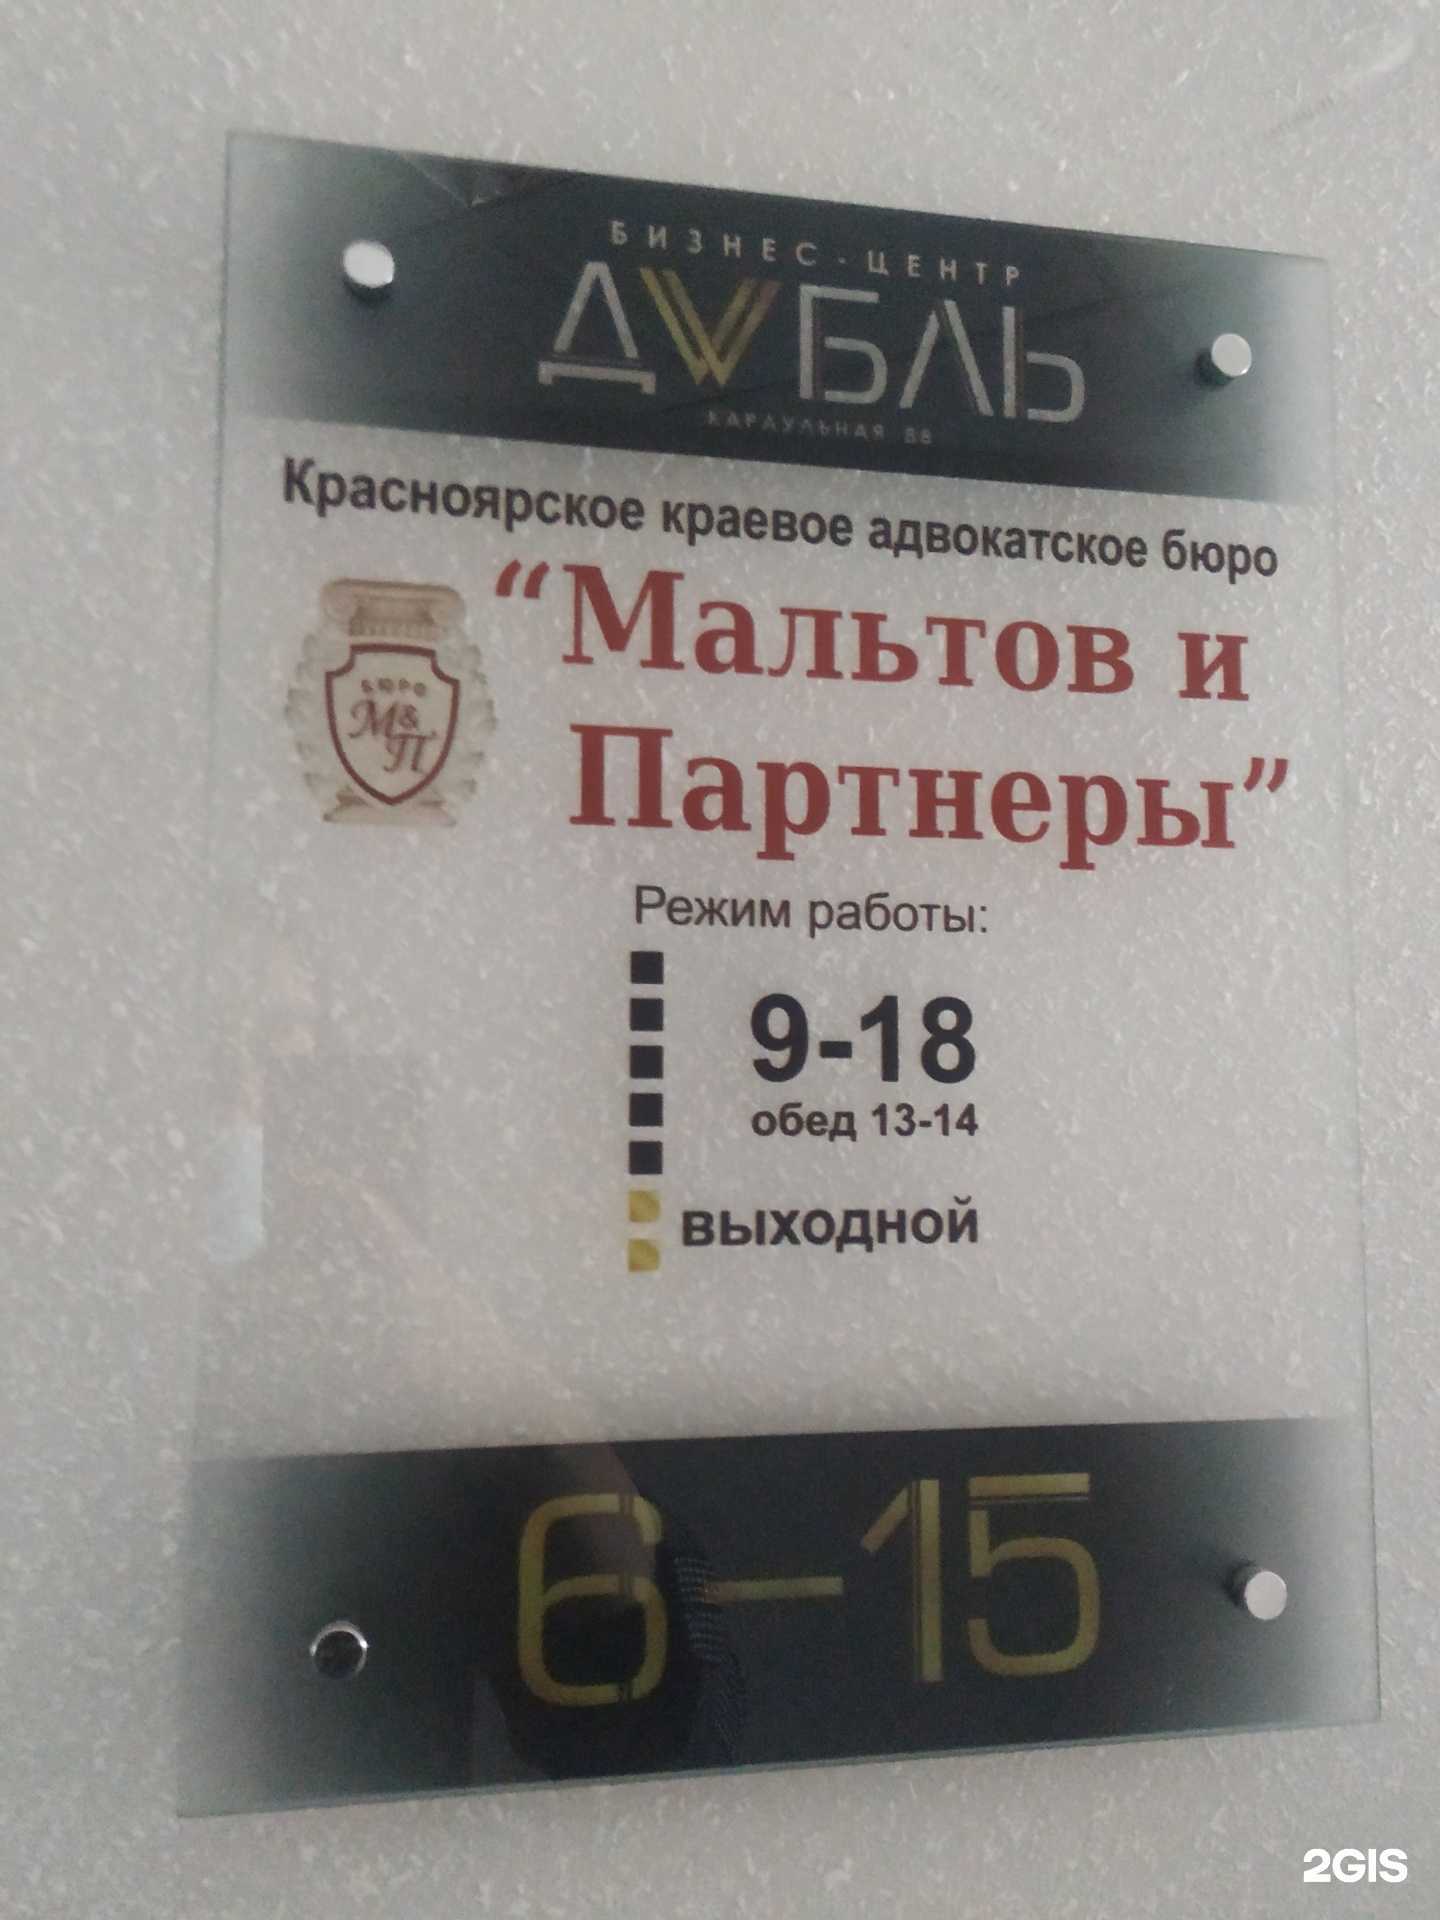 БИЗНЕС-ЦЕНТР
ДУБЛЬ
КАРАУЛЬНАЯ 88
Красноярское краевое адвокатское бюро
“Мальтов и
Партнеры”
БЮРО
М&П
Режим работы:
9-18
обед 13-14
выходной
6-15
2GIS